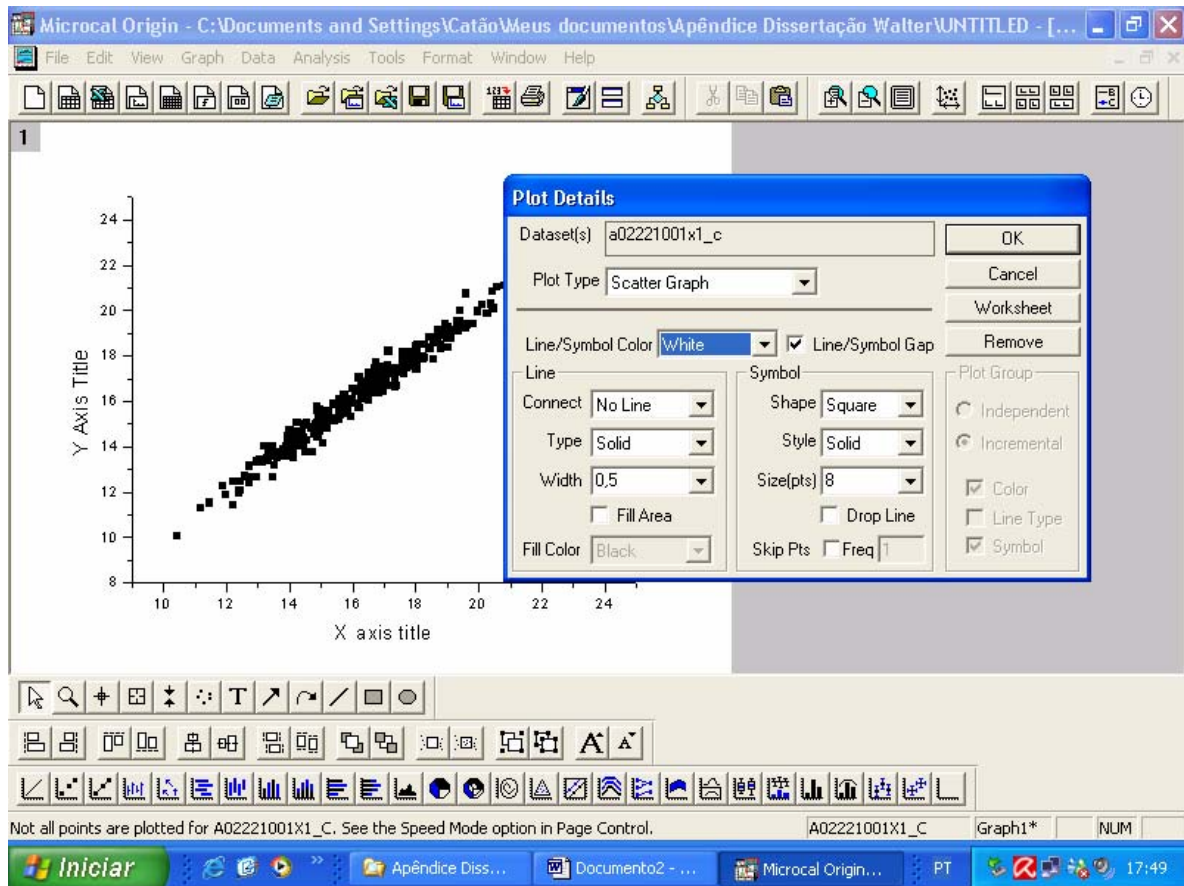 Microcal Origin - C:\Documents and Settings\Catão\Meus documentos\Apêndice Dissertação Walter\UNTITLED - [...
File Edit View Graph Data Analysis Tools Format Window Help
1
24
22
20
18
16
14
12
10
8
Y Axis Title
10 12 14 16 18 20 22 24
X axis title
Plot Details
Dataset(s) a02221001x1_c
OK
Plot Type Scatter Graph
Cancel
Worksheet
Line/Symbol Color White Line/Symbol Gap
Remove
Line
Symbol
Plot Group
Connect No Line
Shape Square
Independent
Type Solid
Style Solid
Incremental
Width 0,5
Size(pts) 8
Color
Fill Area
Drop Line
Line Type
Fill Color Black
Skip Pts Freq 1
Symbol
T
A A
Not all points are plotted for A02221001X1_C. See the Speed Mode option in Page Control. A02221001X1_C Graph1* NUM
Iniciar » Apêndice Diss... Documento2 - ... Microcal Origin... PT 17:49